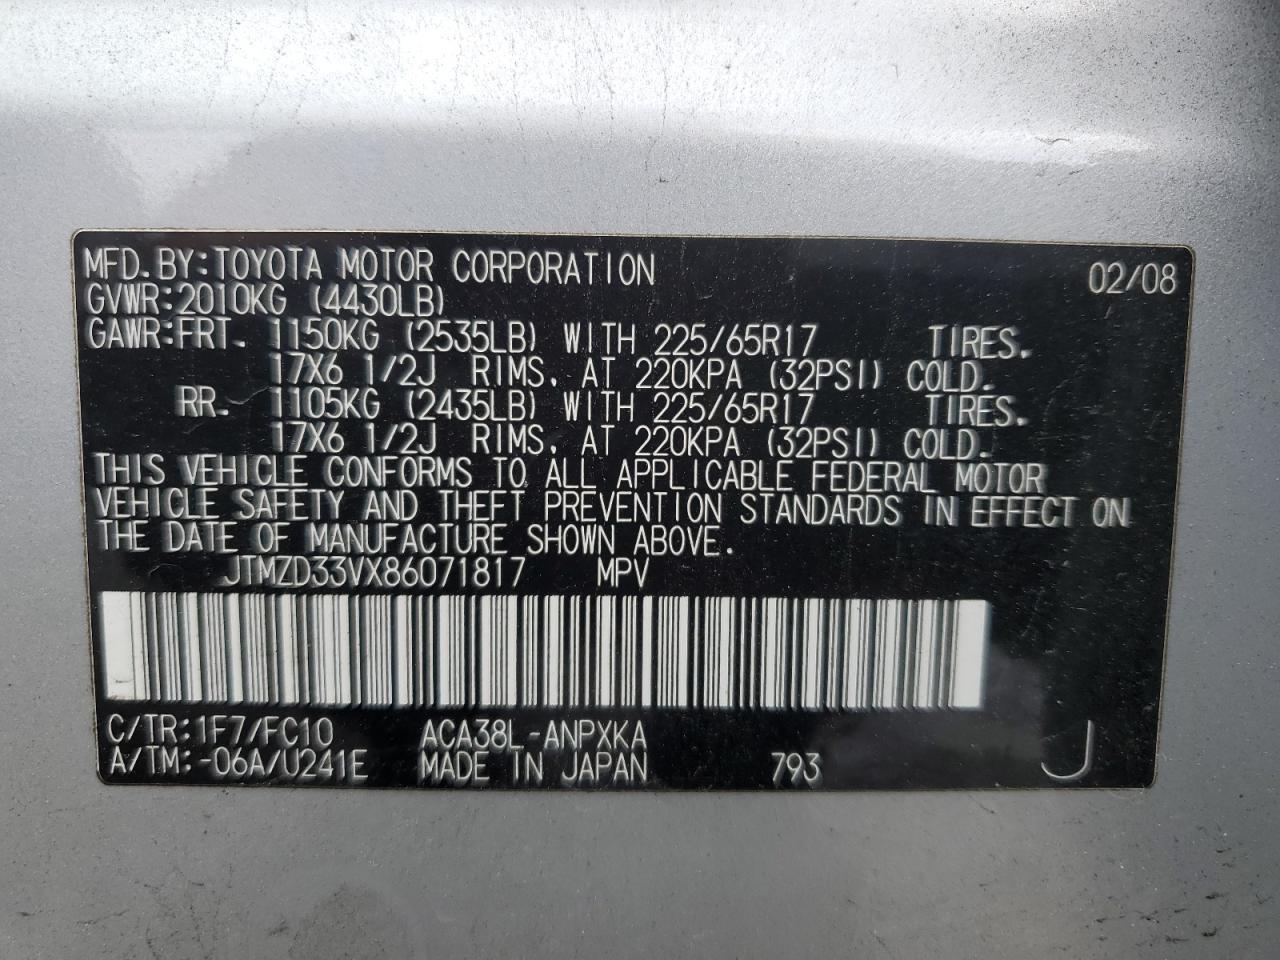 MFD. BY: TOYOTA MOTOR CORPORATION 02/08
GVWR: 2010KG (4430LB)
GAWR: FRT. 1150KG (2535LB) WITH 225/65R17 TIRES.
17X6 1/2J RIMS, AT 220KPA (32PSI) COLD.
RR. 1105KG (2435LB) WITH 225/65R17 TIRES.
17X6 1/2J RIMS, AT 220KPA (32PSI) COLD.
THIS VEHICLE CONFORMS TO ALL APPLICABLE FEDERAL MOTOR
VEHICLE SAFETY AND THEFT PREVENTION STANDARDS IN EFFECT ON
THE DATE OF MANUFACTURE SHOWN ABOVE.
JTMZD33VX86071817 MPV
C/TR: 1F7/FC10 ACA38L-ANPXKA
A/TM: -06A/U241E MADE IN JAPAN 793 J